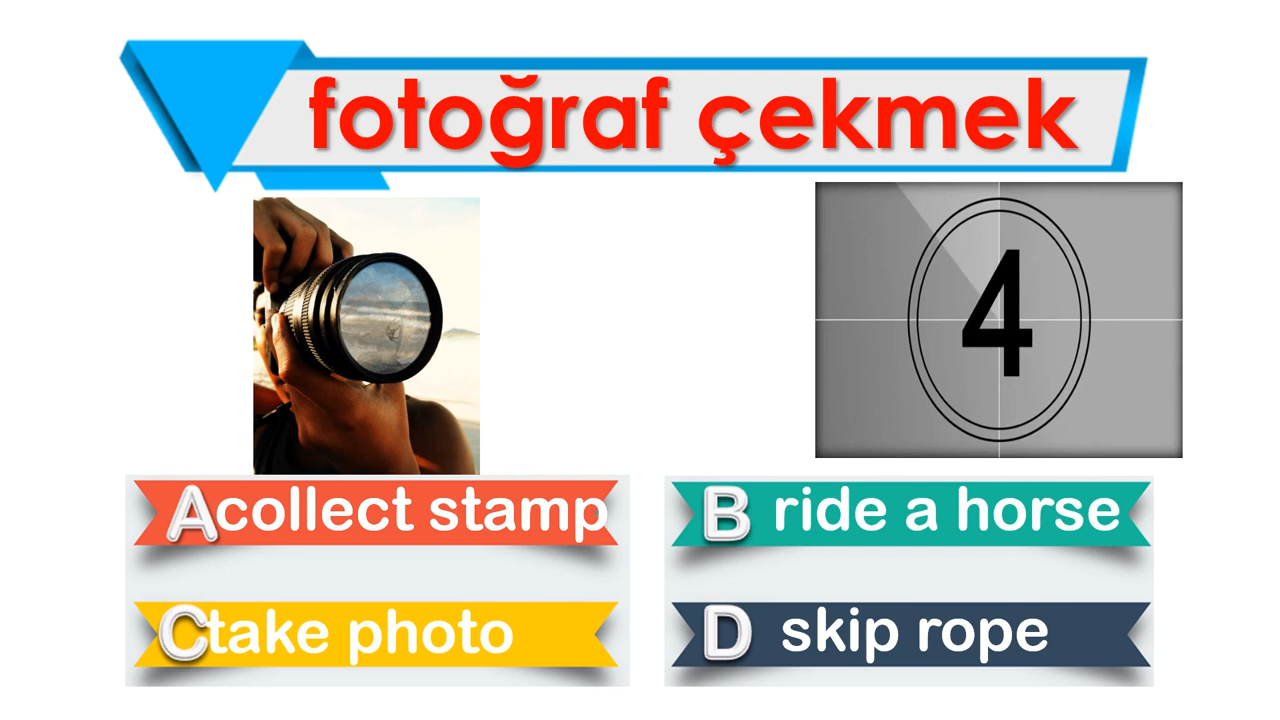 fotoğraf çekmek
4
A collect stamp
B ride a horse
C take photo
D skip rope